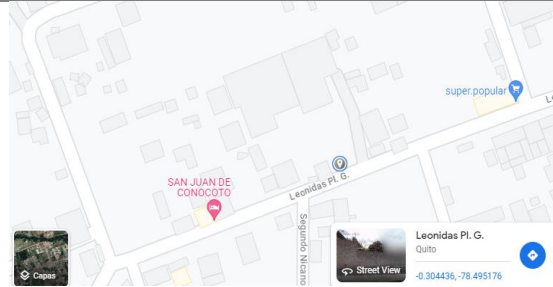 super.popular
Le
SAN JUAN DE
CONOCOTO
Leonidas Pl. G.
Segundo Nicano
Capas
Street View
Leonidas Pl. G.
Quito
-0.304436, -78.495176